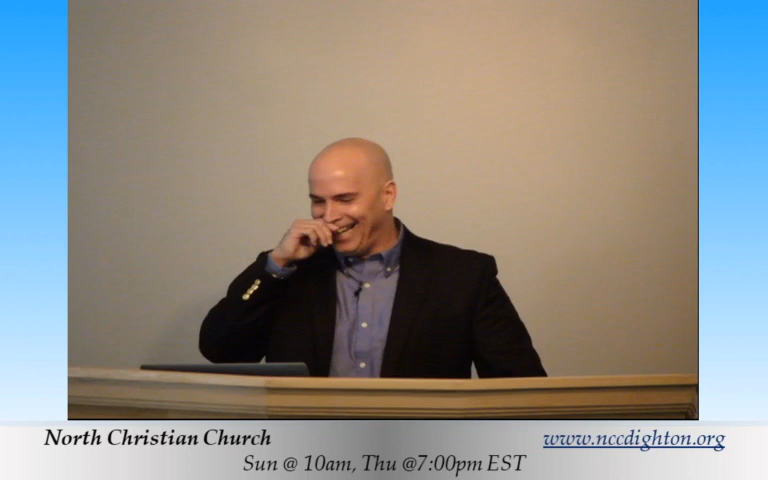 North Christian Church www.nccdighton.org
Sun @ 10am, Thu @7:00pm EST